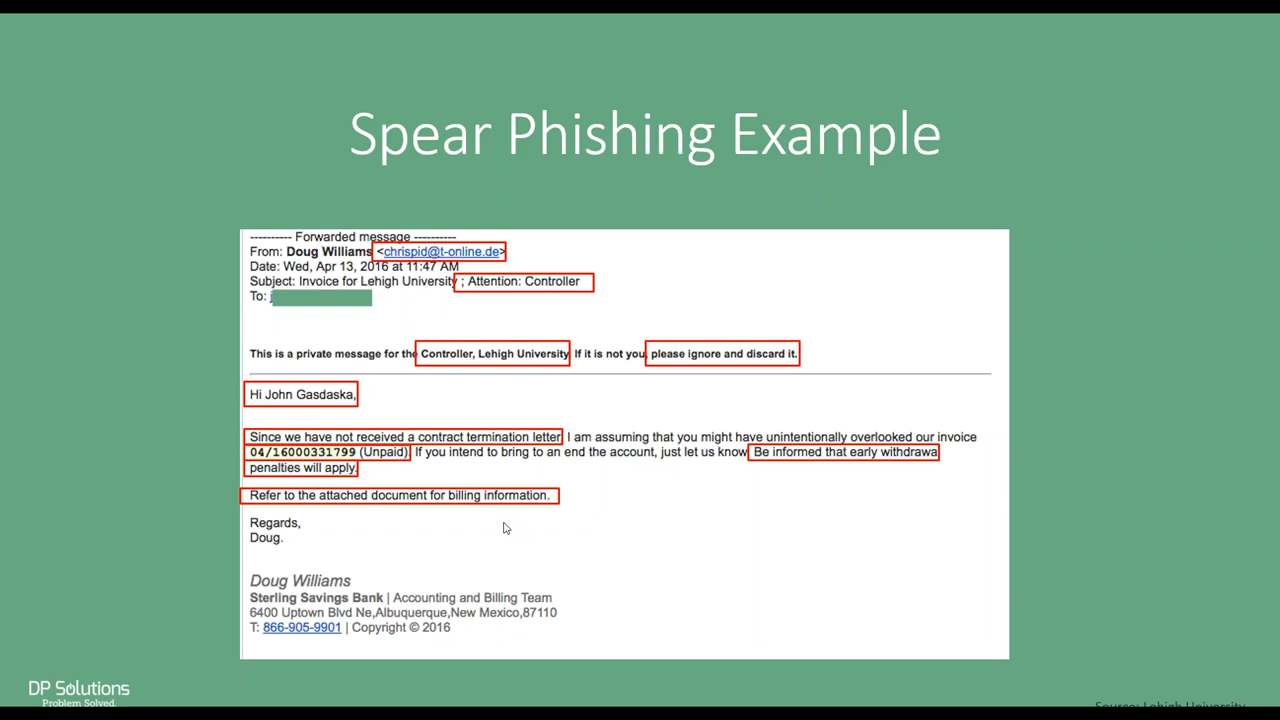 Spear Phishing Example
---------- Forwarded message ----------
From: Doug Williams <chrispid@t-online.de>
Date: Wed, Apr 13, 2016 at 11:47 AM
Subject: Invoice for Lehigh University ; Attention: Controller
To: j
This is a private message for the Controller, Lehigh University. If it is not you, please ignore and discard it.
Hi John Gasdaska,
Since we have not received a contract termination letter, I am assuming that you might have unintentionally overlooked our invoice
04/16000331799 (Unpaid). If you intend to bring to an end the account, just let us know. Be informed that early withdrawa
penalties will apply.
Refer to the attached document for billing information.
Regards,
Doug.
Doug Williams
Sterling Savings Bank | Accounting and Billing Team
6400 Uptown Blvd Ne,Albuquerque,New Mexico,87110
T: 866-905-9901 | Copyright © 2016
DP Solutions
Problem Solved.
Source: Lehigh University